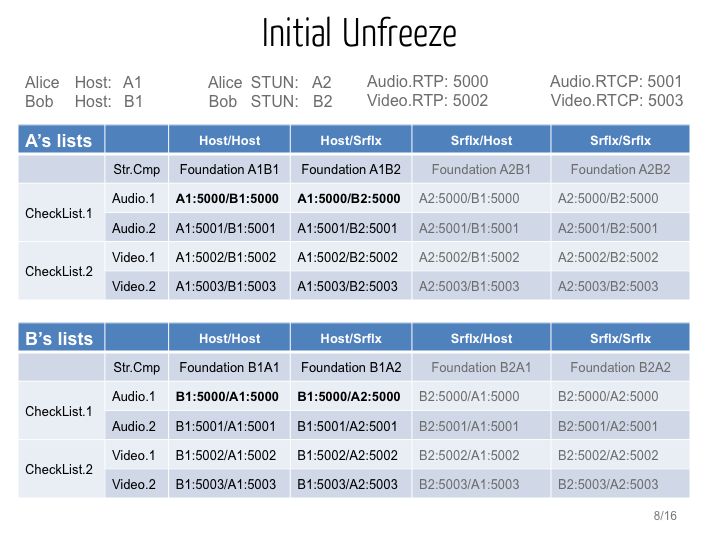 Initial Unfreeze
Alice Host: A1 Alice STUN: A2 Audio.RTP: 5000 Audio.RTCP: 5001
Bob Host: B1 Bob STUN: B2 Video.RTP: 5002 Video.RTCP: 5003
A's lists Host/Host Host/Srflx Srflx/Host Srflx/Srflx
Str.Cmp Foundation A1B1 Foundation A1B2 Foundation A2B1 Foundation A2B2
CheckList.1
Audio.1 A1:5000/B1:5000 A1:5000/B2:5000 A2:5000/B1:5000 A2:5000/B2:5000
Audio.2 A1:5001/B1:5001 A1:5001/B2:5001 A2:5001/B1:5001 A2:5001/B2:5001
CheckList.2
Video.1 A1:5002/B1:5002 A1:5002/B2:5002 A2:5002/B1:5002 A2:5002/B2:5002
Video.2 A1:5003/B1:5003 A1:5003/B2:5003 A2:5003/B1:5003 A2:5003/B2:5003
B's lists Host/Host Host/Srflx Srflx/Host Srflx/Srflx
Str.Cmp Foundation B1A1 Foundation B1A2 Foundation B2A1 Foundation B2A2
CheckList.1
Audio.1 B1:5000/A1:5000 B1:5000/A2:5000 B2:5000/A1:5000 B2:5000/A2:5000
Audio.2 B1:5001/A1:5001 B1:5001/A2:5001 B2:5001/A1:5001 B2:5001/A2:5001
CheckList.2
Video.1 B1:5002/A1:5002 B1:5002/A2:5002 B2:5002/A1:5002 B2:5002/A2:5002
Video.2 B1:5003/A1:5003 B1:5003/A2:5003 B2:5003/A1:5003 B2:5003/A2:5003
8/16